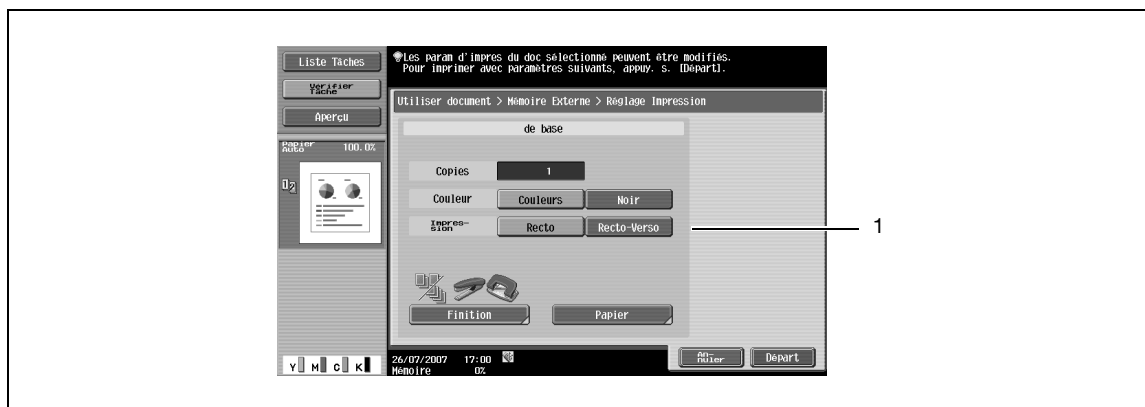 Liste Tâches
Vérifier
Tâche
Aperçu
Papier
Auto 100.0%
Les param d'impres du doc sélectionné peuvent être modifiés.
Pour imprimer avec paramètres suivants, appuy. s. [Départ].
Utiliser document > Mémoire Externe > Réglage Impression
de base
Copies 1
Couleur Couleurs Noir
Impres-
sion Recto Recto-Verso
1
Finition Papier
Y M C K
26/07/2007 17:00
Mémoire 0%
An-
nuler
Départ